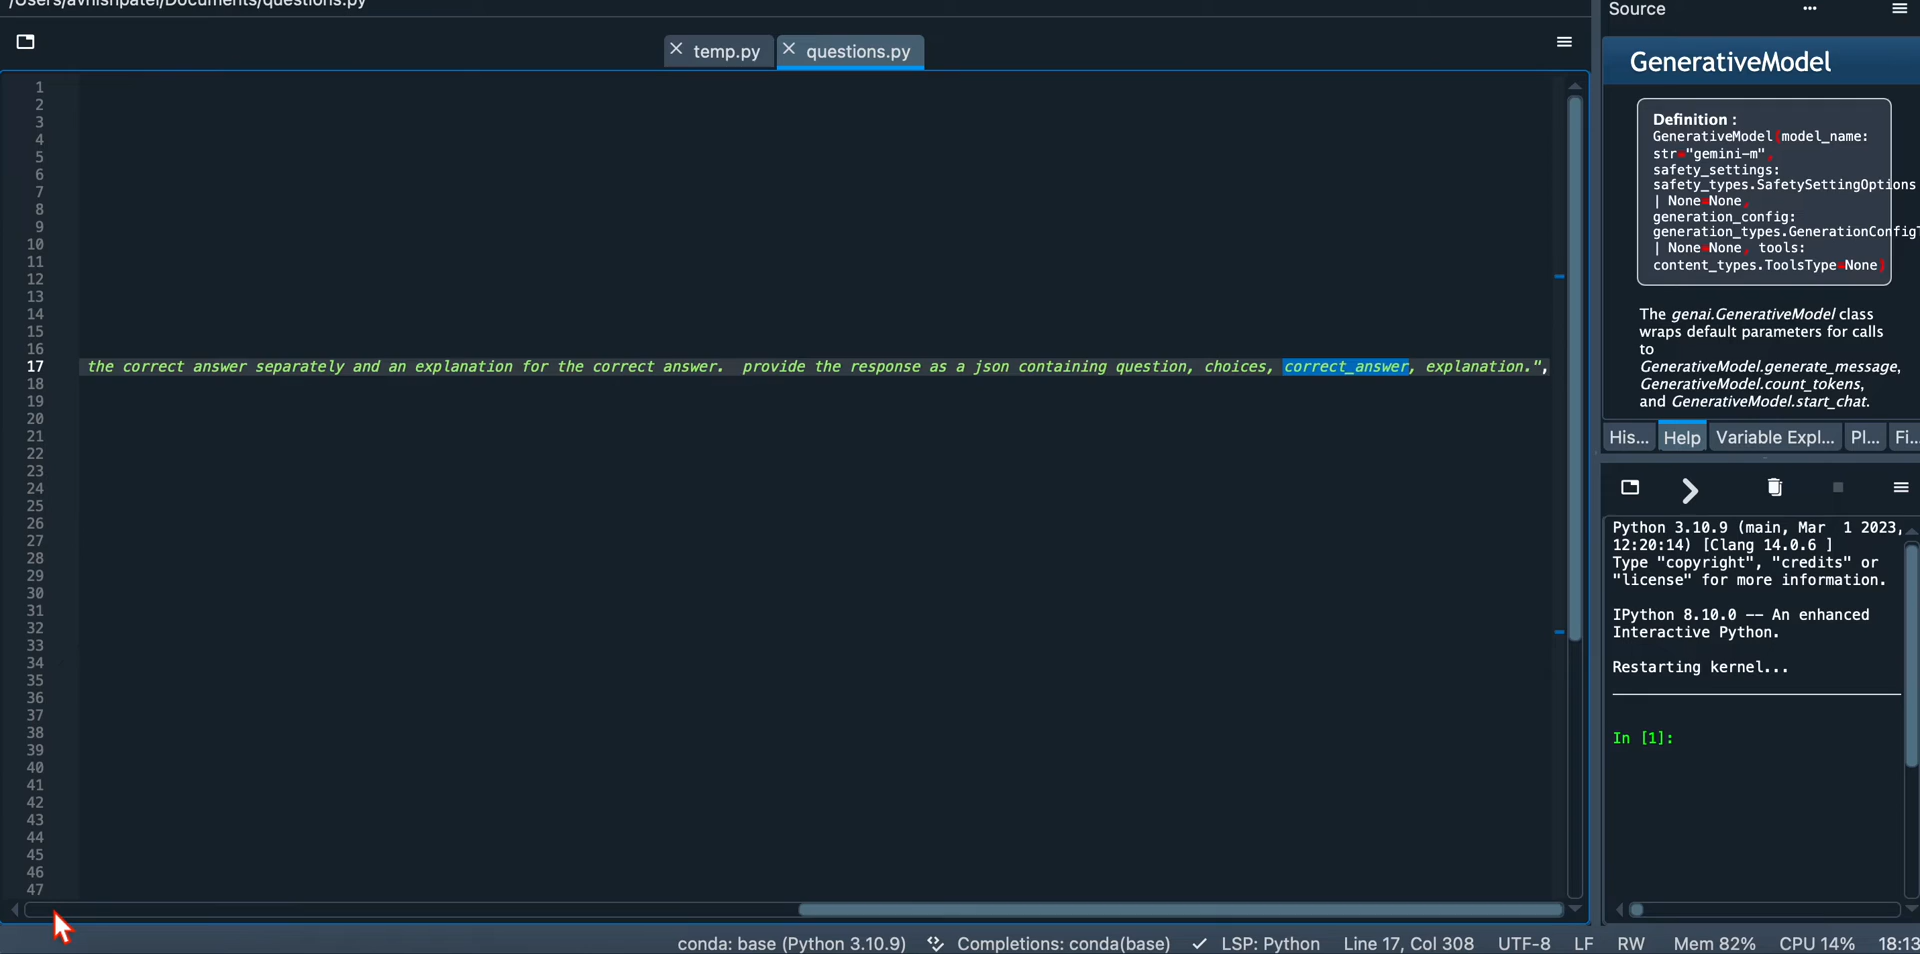 /Users/avnishpatel/Documents/questions.py
temp.py
questions.py
1
2
3
4
5
6
7
8
9
10
11
12
13
14
15
16
17 the correct answer separately and an explanation for the correct answer.  provide the response as a json containing question, choices, correct_answer, explanation.",
18
19
20
21
22
23
24
25
26
27
28
29
30
31
32
33
34
35
36
37
38
39
40
41
42
43
44
45
46
47
Source
GenerativeModel
Definition :
GenerativeModel(model_name:
str="gemini-m",
safety_settings:
safety_types.SafetySettingOptions
| None=None,
generation_config:
generation_types.GenerationConfigT
| None=None, tools:
content_types.ToolsType=None)
The genai.GenerativeModel class
wraps default parameters for calls
to
GenerativeModel.generate_message,
GenerativeModel.count_tokens,
and GenerativeModel.start_chat.
His... Help Variable Expl... Pl... Fi...
Python 3.10.9 (main, Mar  1 2023,
12:20:14) [Clang 14.0.6 ]
Type "copyright", "credits" or
"license" for more information.
IPython 8.10.0 -- An enhanced
Interactive Python.
Restarting kernel...
In [1]:
conda: base (Python 3.10.9) Completions: conda(base) LSP: Python Line 17, Col 308 UTF-8 LF RW Mem 82% CPU 14% 18:13